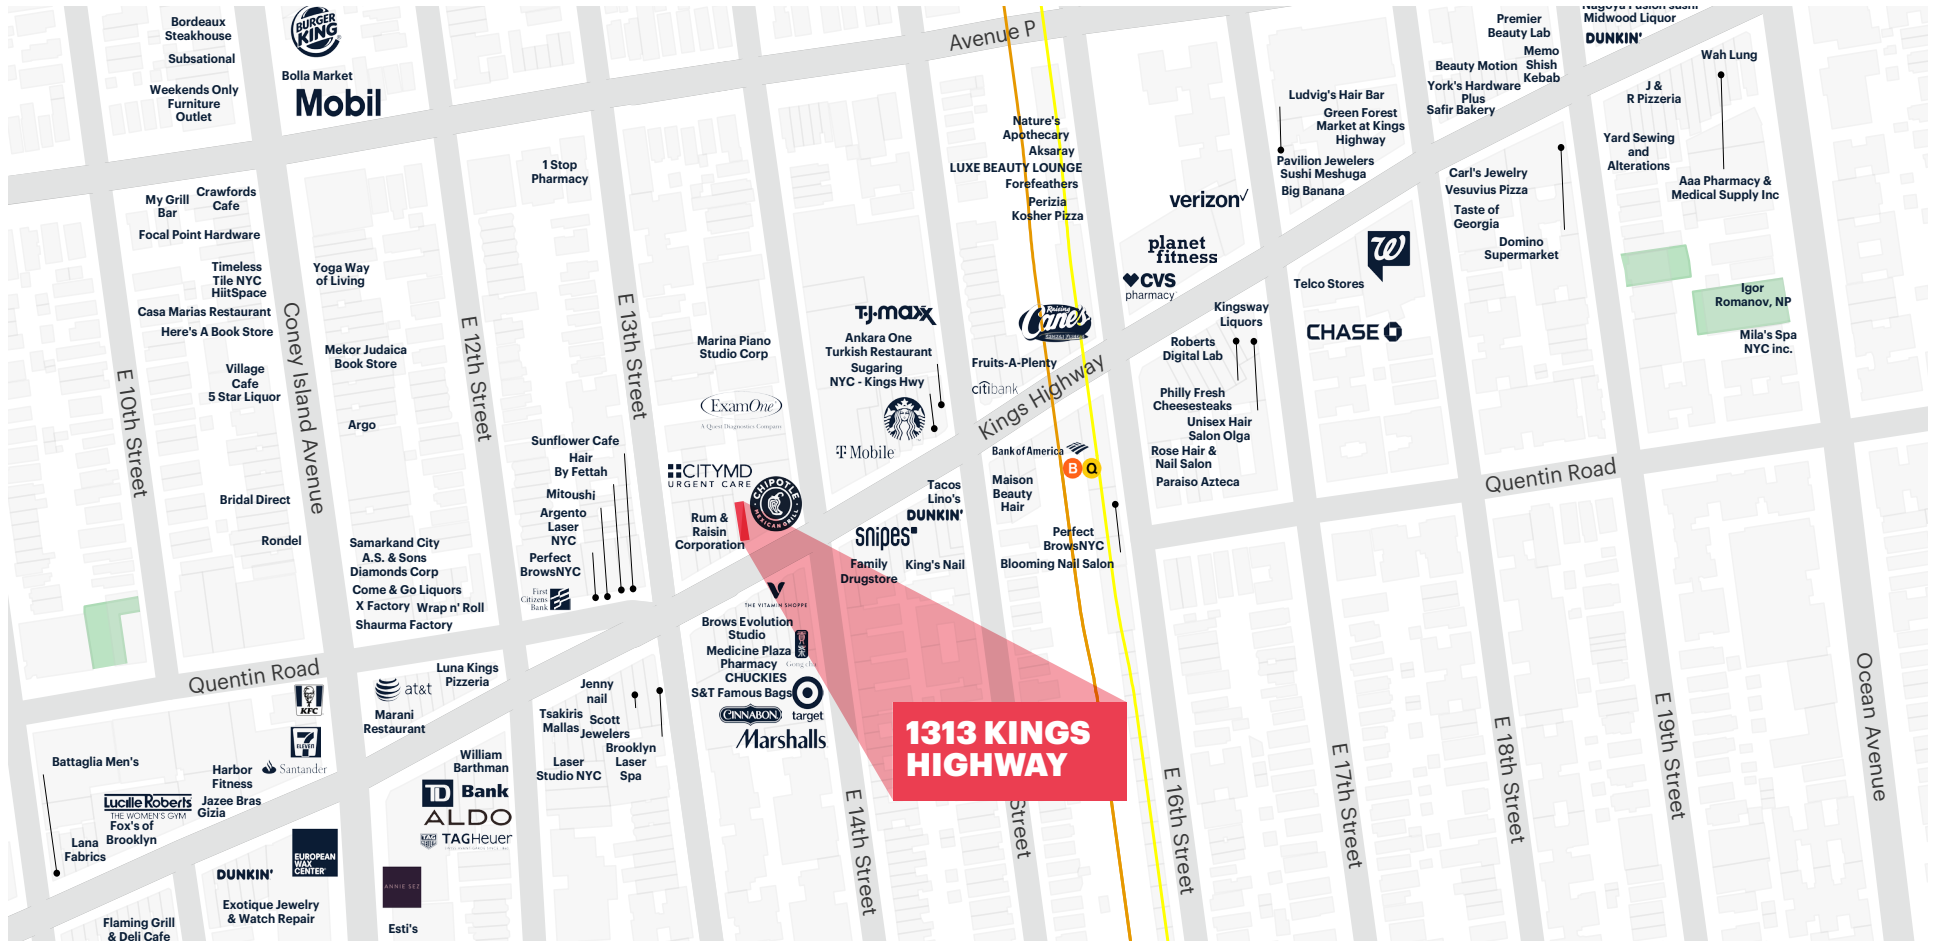 Bordeaux
Steakhouse
Subsational
Weekends Only
Furniture
Outlet
BURGER
KING
Bolla Market
Mobil
Avenue P
Premier
Beauty Lab
Midwood Liquor
DUNKIN'
Memo
Shish
Kebab
Beauty Motion
York's Hardware
Plus
Safir Bakery
Wah Lung
J &
R Pizzeria
Yard Sewing
and
Alterations
Aaa Pharmacy &
Medical Supply Inc
Ludvig's Hair Bar
Green Forest
Market at Kings
Highway
Pavilion Jewelers
Sushi Meshuga
Big Banana
Carl's Jewelry
Vesuvius Pizza
Taste of
Georgia
Domino
Supermarket
Nature's
Apothecary
Aksaray
LUXE BEAUTY LOUNGE
Forefeathers
Perizia
Kosher Pizza
verizon
planet
fitness
CVS
pharmacy
Telco Stores
CHASE
Igor
Romanov, NP
Mila's Spa
NYC inc.
1 Stop
Pharmacy
My Grill
Bar
Crawfords
Cafe
Focal Point Hardware
Timeless
Tile NYC
HiitSpace
Casa Marias Restaurant
Here's A Book Store
Village
Cafe
5 Star Liquor
Yoga Way
of Living
Mekor Judaica
Book Store
Argo
Bridal Direct
Rondel
E 10th Street
Coney Island Avenue
E 12th Street
E 13th Street
Marina Piano
Studio Corp
ExamOne
A Quest Diagnostics Company
T.J.maxx
Ankara One
Turkish Restaurant
Sugaring
NYC - Kings Hwy
T Mobile
Raising
Cane's
Fruits-A-Plenty
citibank
Kings Highway
Kingsway
Liquors
Roberts
Digital Lab
Philly Fresh
Cheesesteaks
Unisex Hair
Salon Olga
Rose Hair &
Nail Salon
Paraiso Azteca
Bank of America
B Q
Maison
Beauty
Hair
Perfect
BrowsNYC
Blooming Nail Salon
Tacos
Lino's
DUNKIN'
snipes
Family
Drugstore
King's Nail
CITYMD
URGENT CARE
CHIPOTLE
MEXICAN GRILL
Rum &
Raisin
Corporation
Sunflower Cafe
Hair
By Fettah
Mitoushi
Argento
Laser
NYC
Perfect
BrowsNYC
First
Citizens
Bank
Samarkand City
A.S. & Sons
Diamonds Corp
Come & Go Liquors
X Factory
Wrap n' Roll
Shaurma Factory
Quentin Road
Quentin Road
THE VITAMIN SHOPPE
Brows Evolution
Studio
Medicine Plaza
Pharmacy
Gong cha
CHUCKIES
S&T Famous Bags
CINNABON
target
Marshalls
1313 KINGS
HIGHWAY
Luna Kings
Pizzeria
at&t
Marani
Restaurant
KFC
7
ELEVEN
Santander
Jenny
nail
Tsakiris
Mallas
Scott
Jewelers
Brooklyn
Laser
Spa
Laser
Studio NYC
William
Barthman
TD Bank
ALDO
TAG
TAGHeuer
Battaglia Men's
Harbor
Fitness
Lucille Roberts
THE WOMEN'S GYM
Jazee Bras
Gizia
Fox's of
Brooklyn
Lana
Fabrics
DUNKIN'
EUROPEAN
WAX
CENTER
ANNIE SEZ
Exotique Jewelry
& Watch Repair
Flaming Grill
& Deli Cafe
Esti's
E 14th Street
Street
E 16th Street
E 17th Street
E 18th Street
E 19th Street
Ocean Avenue